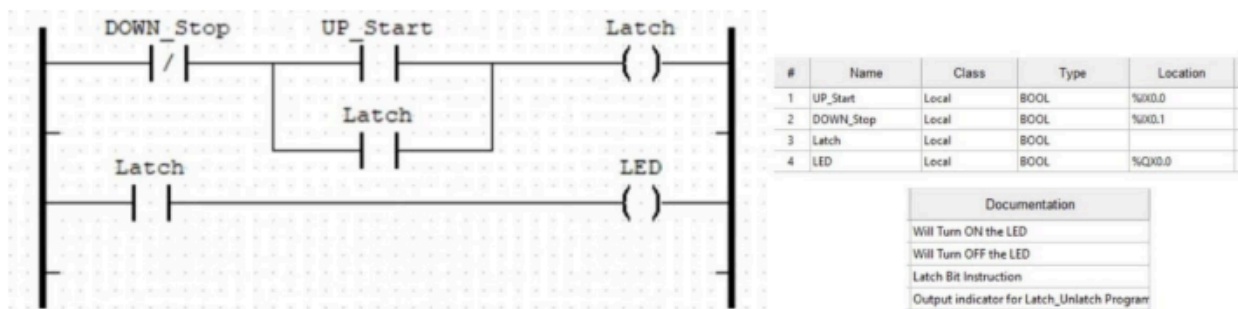 DOWN_Stop UP_Start Latch
Latch
Latch LED
# Name Class Type Location
1 UP_Start Local BOOL %IX0.0
2 DOWN_Stop Local BOOL %IX0.1
3 Latch Local BOOL
4 LED Local BOOL %QX0.0
Documentation
Will Turn ON the LED
Will Turn OFF the LED
Latch Bit Instruction
Output indicator for Latch_Unlatch Program